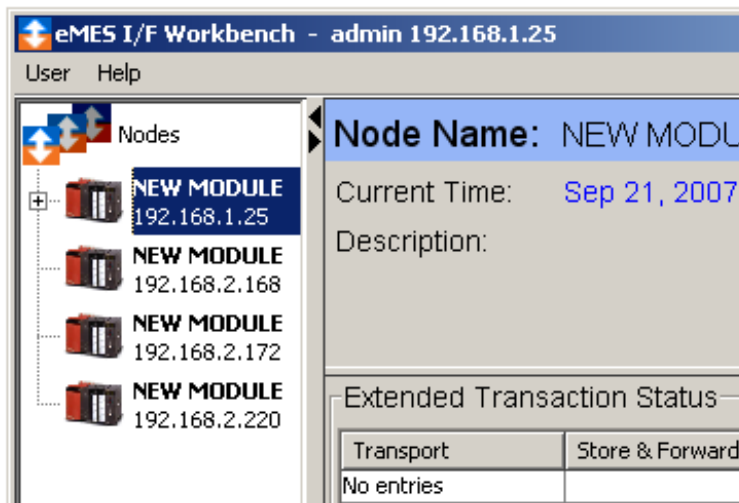 eMES I/F Workbench - admin 192.168.1.25
User Help
Nodes
NEW MODULE
192.168.1.25
NEW MODULE
192.168.2.168
NEW MODULE
192.168.2.172
NEW MODULE
192.168.2.220
Node Name: NEW MODU
Current Time: Sep 21, 2007
Description:
Extended Transaction Status
Transport Store & Forward
No entries